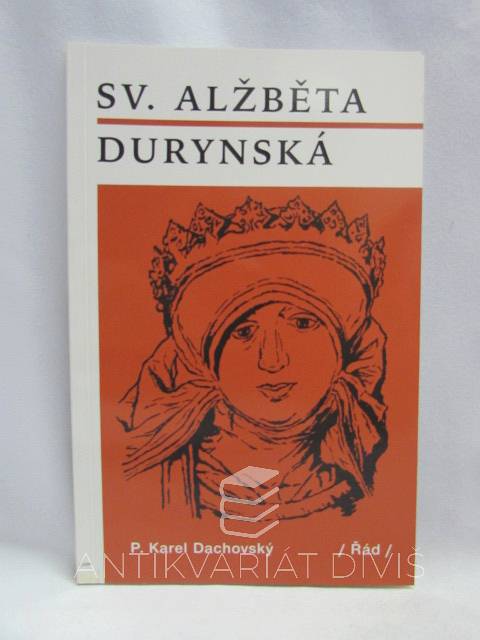 SV. ALŽBĚTA
DURYNSKÁ
P. Karel Dachovský / Řád /
ANTIKVARIÁT DIVIŠ